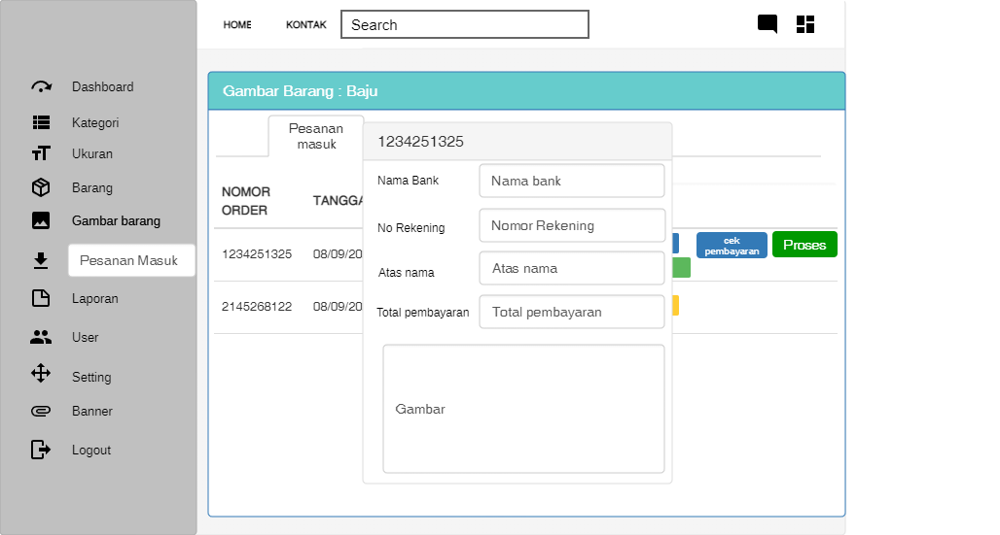 HOME
KONTAK
Search
Dashboard
Kategori
Ukuran
Barang
Gambar barang
Pesanan Masuk
Laporan
User
Setting
Banner
Logout
Gambar Barang : Baju
Pesanan
masuk
NOMOR
ORDER
TANGGA
1234251325
08/09/20
cek
pembayaran
Proses
2145268122
08/09/20
1234251325
Nama Bank
Nama bank
No Rekening
Nomor Rekening
Atas nama
Atas nama
Total pembayaran
Total pembayaran
Gambar